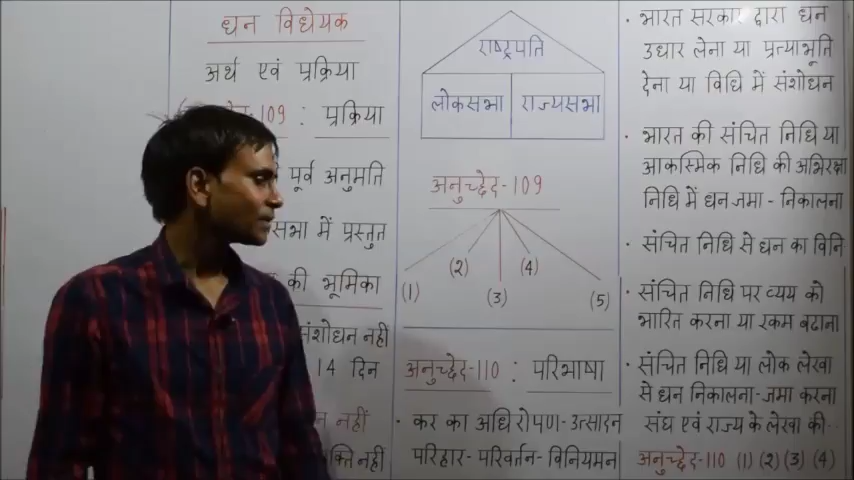 धन विधेयक
अर्थ एवं प्रक्रिया
109 : प्रक्रिया
पूर्व अनुमति
सभा में प्रस्तुत
की भूमिका
संशोधन नहीं
14 दिन
नहीं
नहीं
राष्ट्रपति
लोकसभा
राज्यसभा
अनुच्छेद-109
(1) (2) (3) (4) (5)
अनुच्छेद-110 : परिभाषा
· कर का अधिरोपण-उत्सादन
परिहार-परिवर्तन-विनियमन
· भारत सरकार द्वारा धन
उधार लेना या प्रत्याभूति
देना या विधि में संशोधन
· भारत की संचित निधि या
आकस्मिक निधि की अभिरक्षा
निधि में धन जमा-निकालना
· संचित निधि से धन का विनि
· संचित निधि पर व्यय को
भारित करना या रकम बढाना
· संचित निधि या लोक लेखा
से धन निकालना-जमा करना
संघ एवं राज्य के लेखा की..
अनुच्छेद-110 (1) (2) (3) (4)